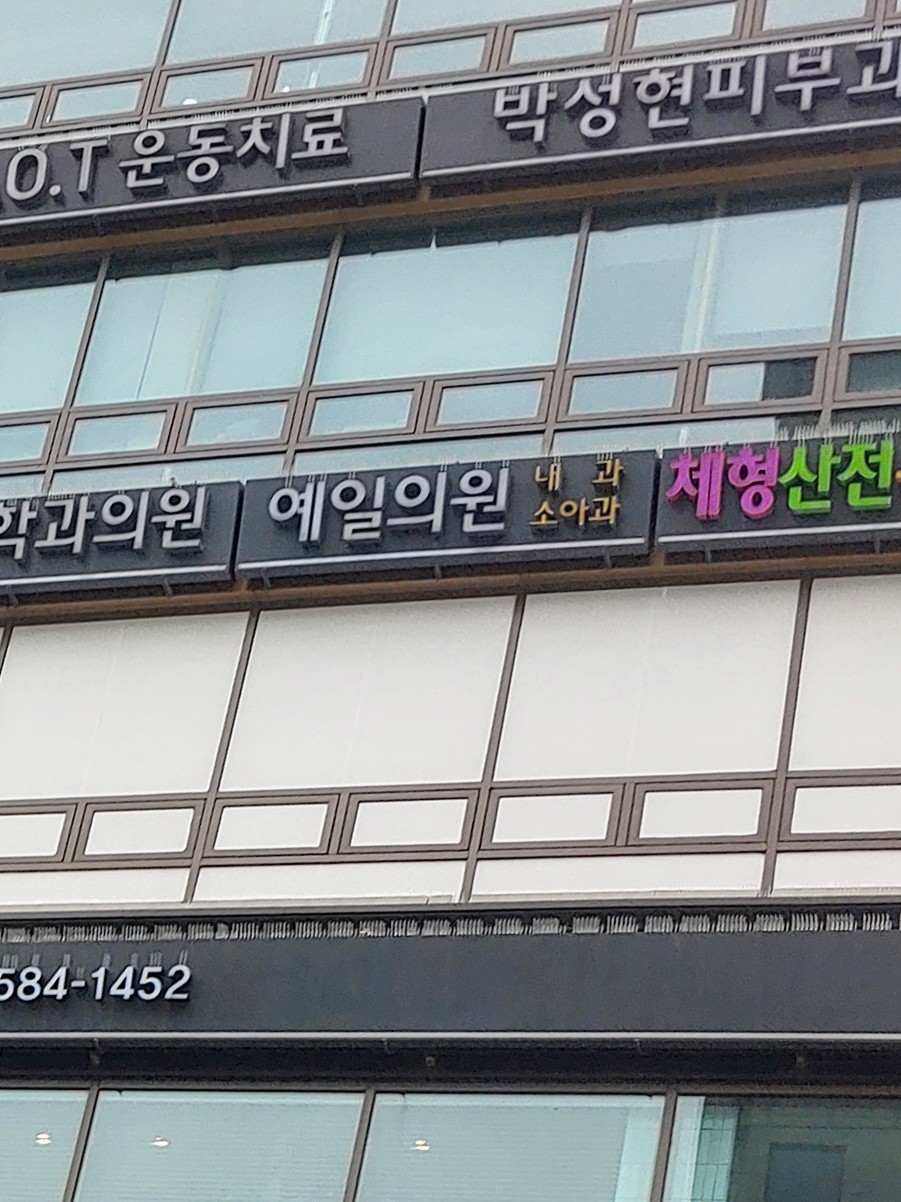 O.T 운동치료
박성현피부과
학과의원
예일의원
내 과
소아과
체형산전
584-1452